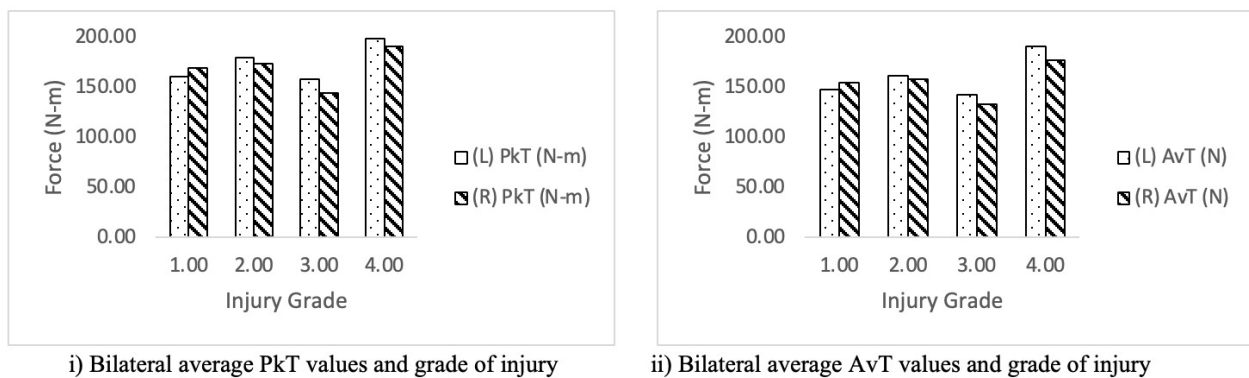 200.00
150.00
100.00
50.00
0.00
Force (N-m)
1.00 2.00 3.00 4.00
Injury Grade
(L) PkT (N-m)
(R) PkT (N-m)
i) Bilateral average PkT values and grade of injury
200.00
150.00
100.00
50.00
0.00
Force (N-m)
1.00 2.00 3.00 4.00
Injury Grade
(L) AvT (N)
(R) AvT (N)
ii) Bilateral average AvT values and grade of injury